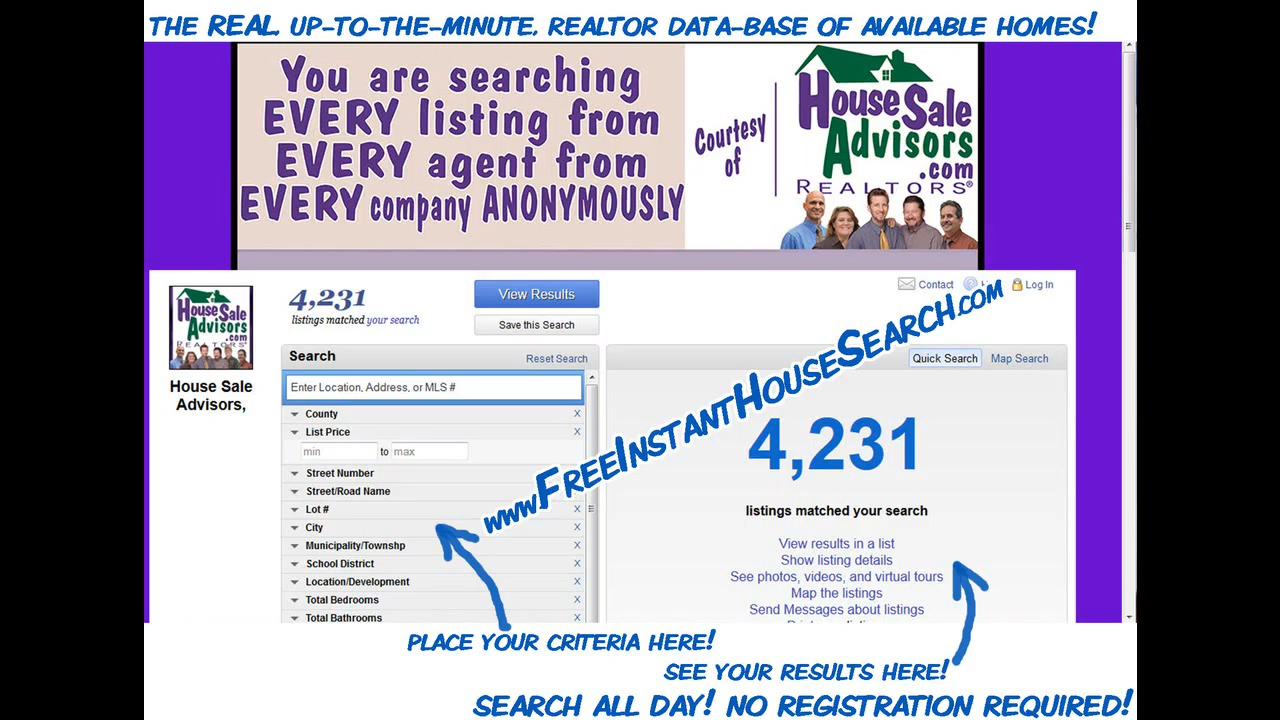 THE REAL, UP-TO-THE-MINUTE, REALTOR DATA-BASE OF AVAILABLE HOMES!
You are searching
EVERY listing from
EVERY agent from
EVERY company ANONYMOUSLY
Courtesy
of
HouseSale
Advisors
.com
REALTORS®
HouseSale
Advisors
.com
REALTORS
House Sale
Advisors,
4,231
listings matched your search
View Results
Save this Search
Contact
Log In
www.FreeInstantHouseSearch.com
Search
Reset Search
Enter Location, Address, or MLS #
County X
List Price X
min to max
Street Number X
Street/Road Name
Lot # X
City X
Municipality/Townshp X
School District X
Location/Development X
Total Bedrooms X
Total Bathrooms X
Quick Search
Map Search
4,231
listings matched your search
View results in a list
Show listing details
See photos, videos, and virtual tours
Map the listings
Send Messages about listings
PLACE YOUR CRITERIA HERE!
SEE YOUR RESULTS HERE!
SEARCH ALL DAY! NO REGISTRATION REQUIRED!